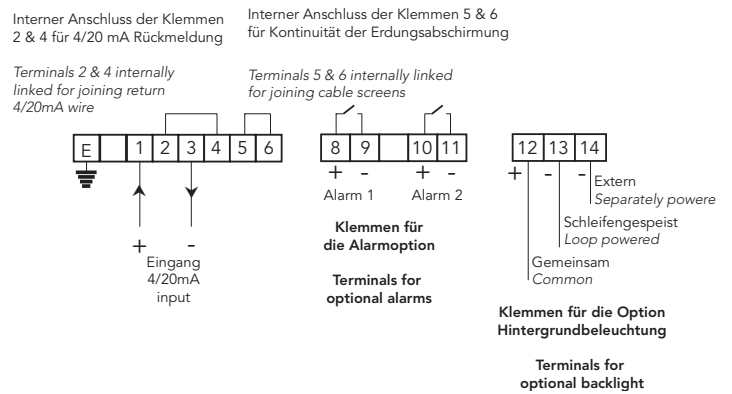 Interner Anschluss der Klemmen
2 & 4 für 4/20 mA Rückmeldung
Terminals 2 & 4 internally
linked for joining return
4/20mA wire
Interner Anschluss der Klemmen 5 & 6
für Kontinuität der Erdungsabschirmung
Terminals 5 & 6 internally linked
for joining cable screens
E 1 2 3 4 5 6
8 9 10 11
12 13 14
+ -
Eingang
4/20mA
input
+ - + -
Alarm 1 Alarm 2
Klemmen für
die Alarmoption
Terminals for
optional alarms
+ - -
Extern
Separately powere
Schleifengespeist
Loop powered
Gemeinsam
Common
Klemmen für die Option
Hintergrundbeleuchtung
Terminals for
optional backlight